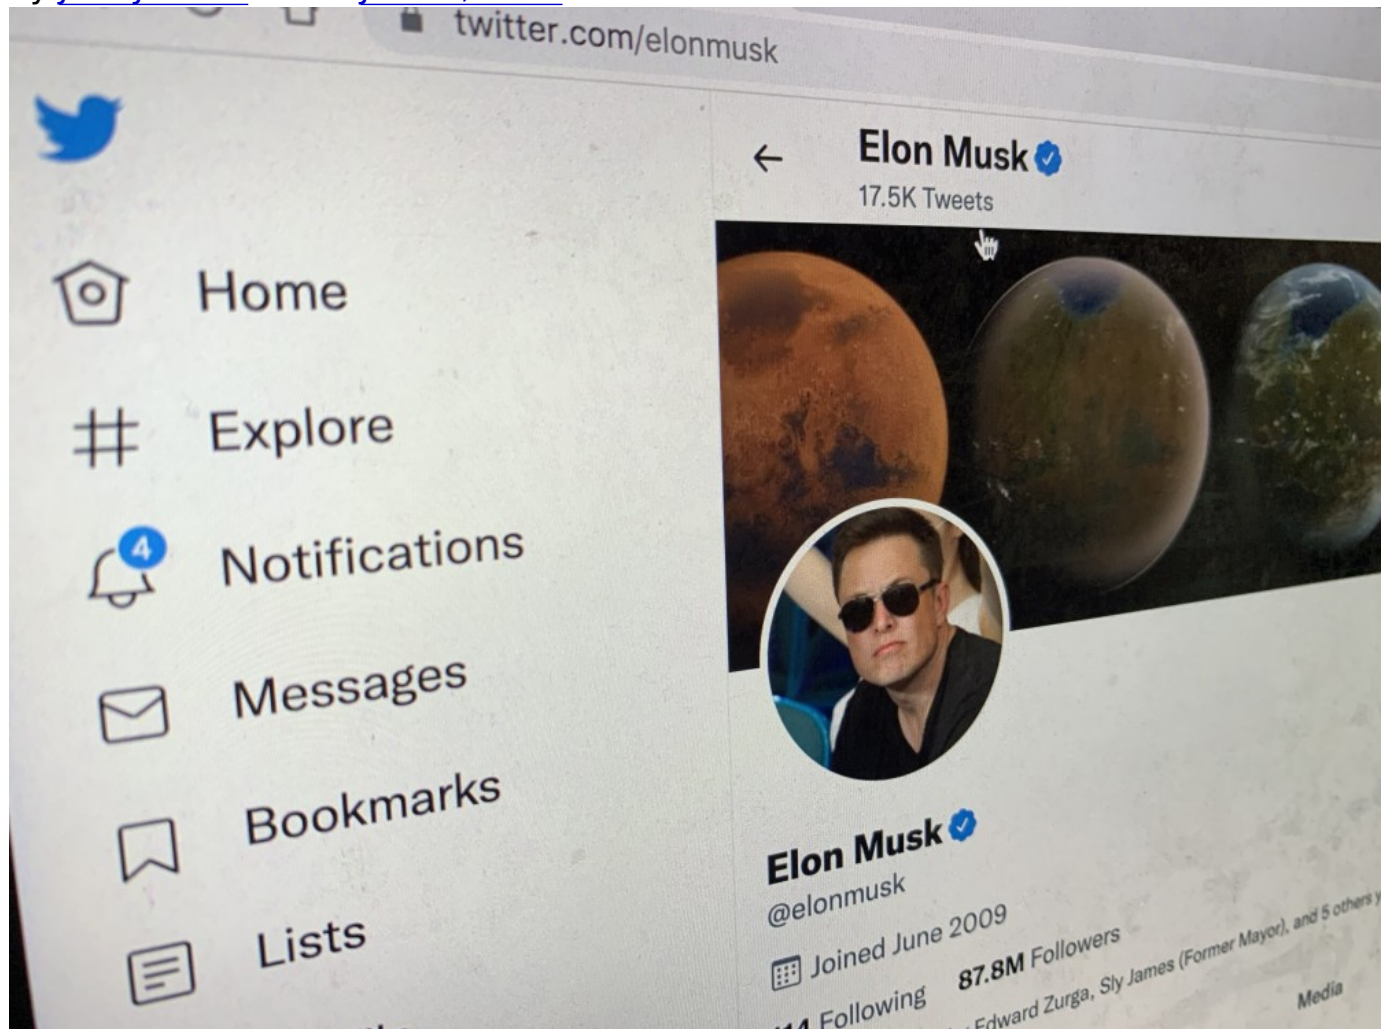 twitter.com/elonmusk
Elon Musk
17.5K Tweets
Home
Explore
4
Notifications
Messages
Bookmarks
Lists
Elon Musk
@elonmusk
Joined June 2009
Following 87.8M Followers
Edward Zurga, Sly James (Former Mayor), and 5 others
Media